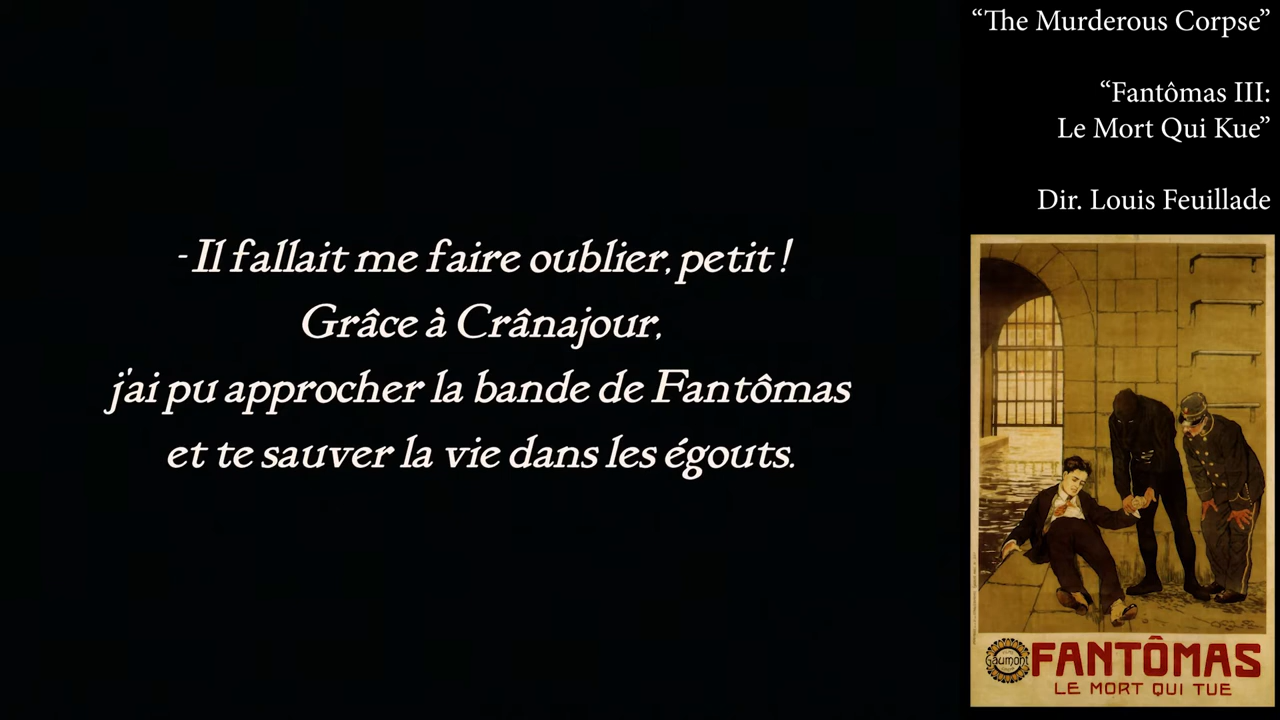 - Il fallait me faire oublier, petit !
Grâce à Crânajour,
j'ai pu approcher la bande de Fantômas
et te sauver la vie dans les égouts.
“The Murderous Corpse”
“Fantômas III:
Le Mort Qui Kue”
Dir. Louis Feuillade
Gaumont
FANTÔMAS
LE MORT QUI TUE